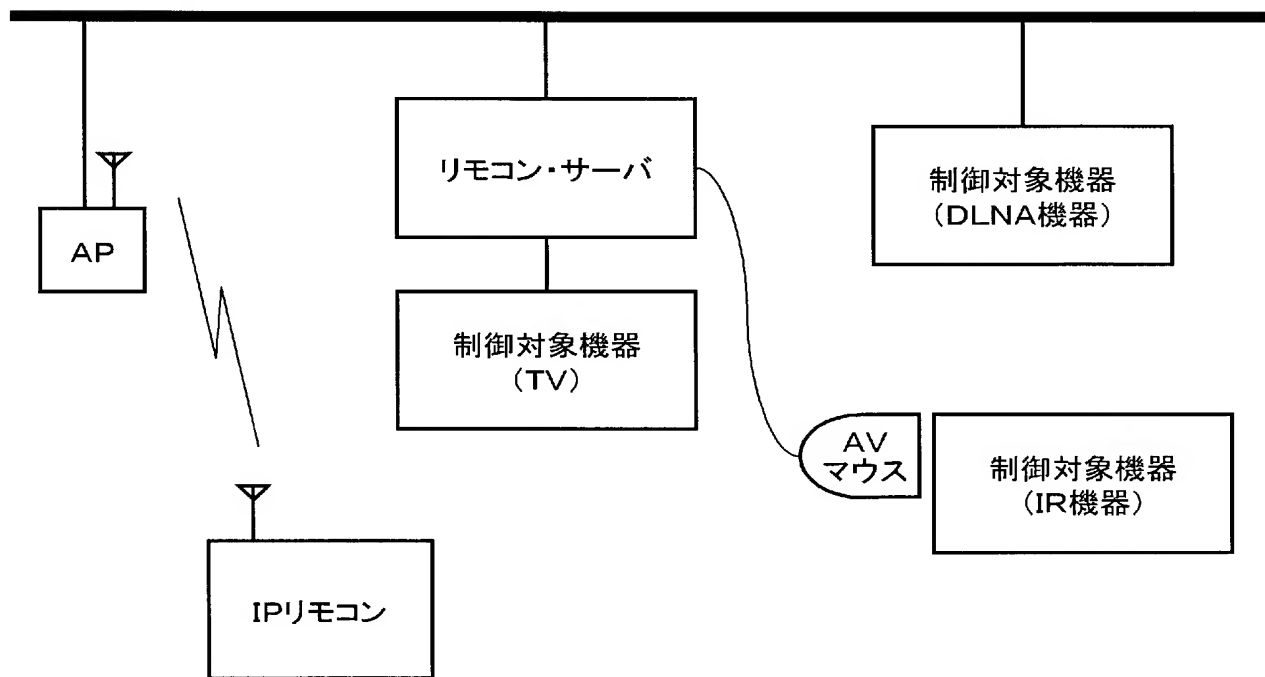 リモコン・サーバ
制御対象機器
(DLNA機器)
AP
制御対象機器
(TV)
AV
マウス
制御対象機器
(IR機器)
IPリモコン